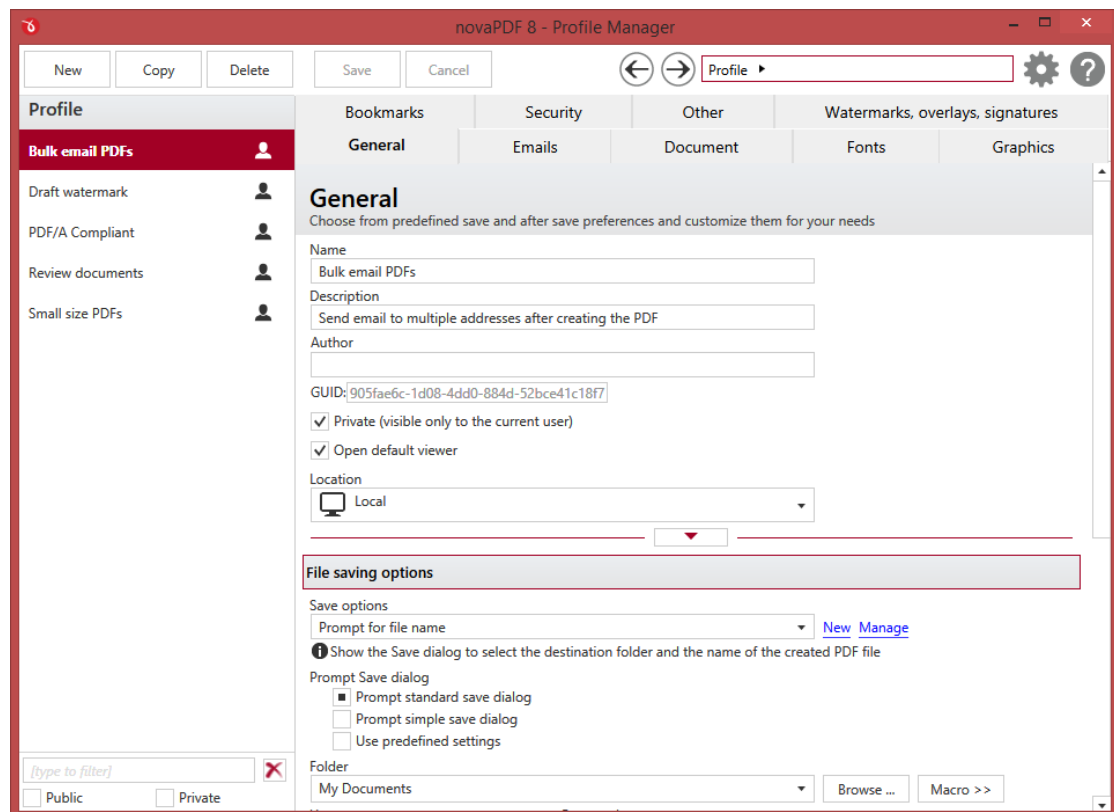 novaPDF 8 - Profile Manager
New Copy Delete Save Cancel Profile
Profile
Bulk email PDFs
Draft watermark
PDF/A Compliant
Review documents
Small size PDFs
[type to filter]
Public Private
Bookmarks Security Other Watermarks, overlays, signatures
General Emails Document Fonts Graphics
General
Choose from predefined save and after save preferences and customize them for your needs
Name
Bulk email PDFs
Description
Send email to multiple addresses after creating the PDF
Author
GUID: 905fae6c-1d08-4dd0-884d-52bce41c18f7
Private (visible only to the current user)
Open default viewer
Location
Local
File saving options
Save options
Prompt for file name New Manage
Show the Save dialog to select the destination folder and the name of the created PDF file
Prompt Save dialog
Prompt standard save dialog
Prompt simple save dialog
Use predefined settings
Folder
My Documents Browse ... Macro >>